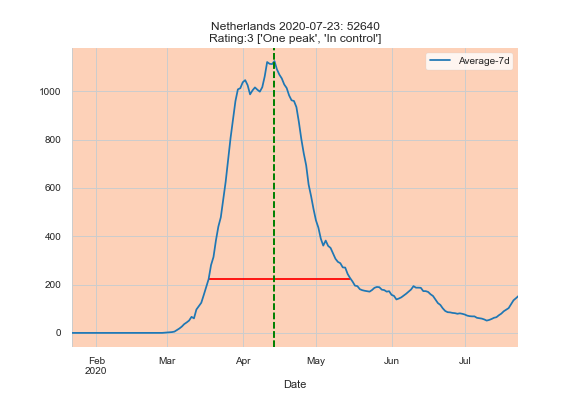 Netherlands 2020-07-23: 52640
Rating:3 ['One peak', 'In control']
Average-7d
1000
800
600
400
200
0
Feb
2020
Mar
Apr
May
Jun
Jul
Date